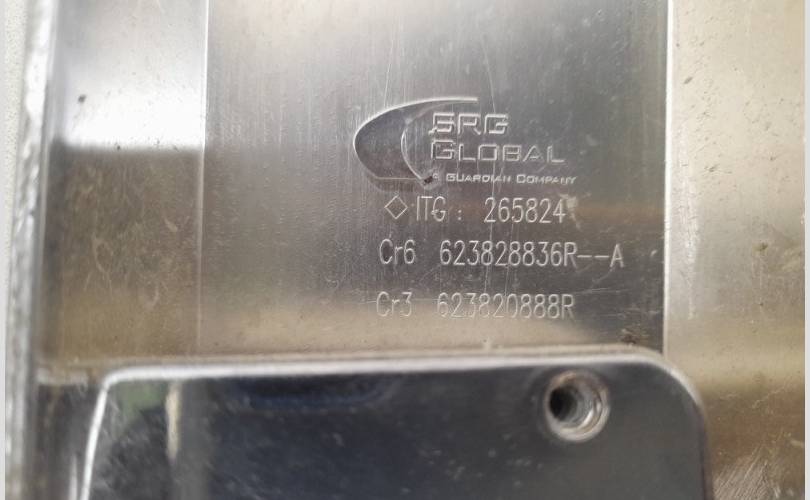 SRG
GLOBAL
A GUARDIAN COMPANY
◇ ITG : 265824
Cr6 623828836R--A
Cr3 623820888R